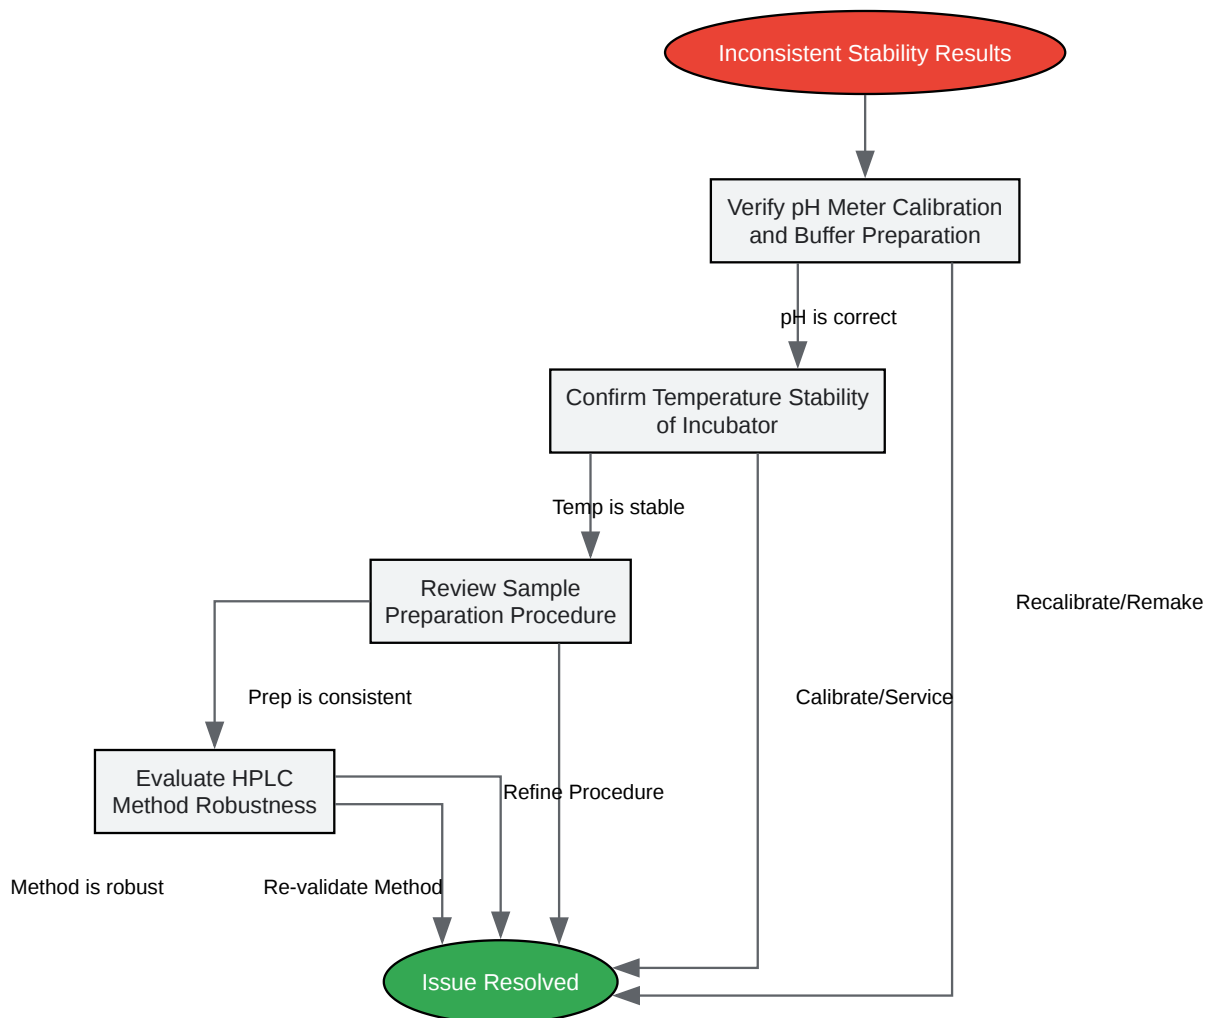 Inconsistent Stability Results
Verify pH Meter Calibration
and Buffer Preparation
pH is correct
Confirm Temperature Stability
of Incubator
Temp is stable
Review Sample
Preparation Procedure
Recalibrate/Remake
Prep is consistent
Calibrate/Service
Evaluate HPLC
Method Robustness
Refine Procedure
Method is robust
Re-validate Method
Issue Resolved